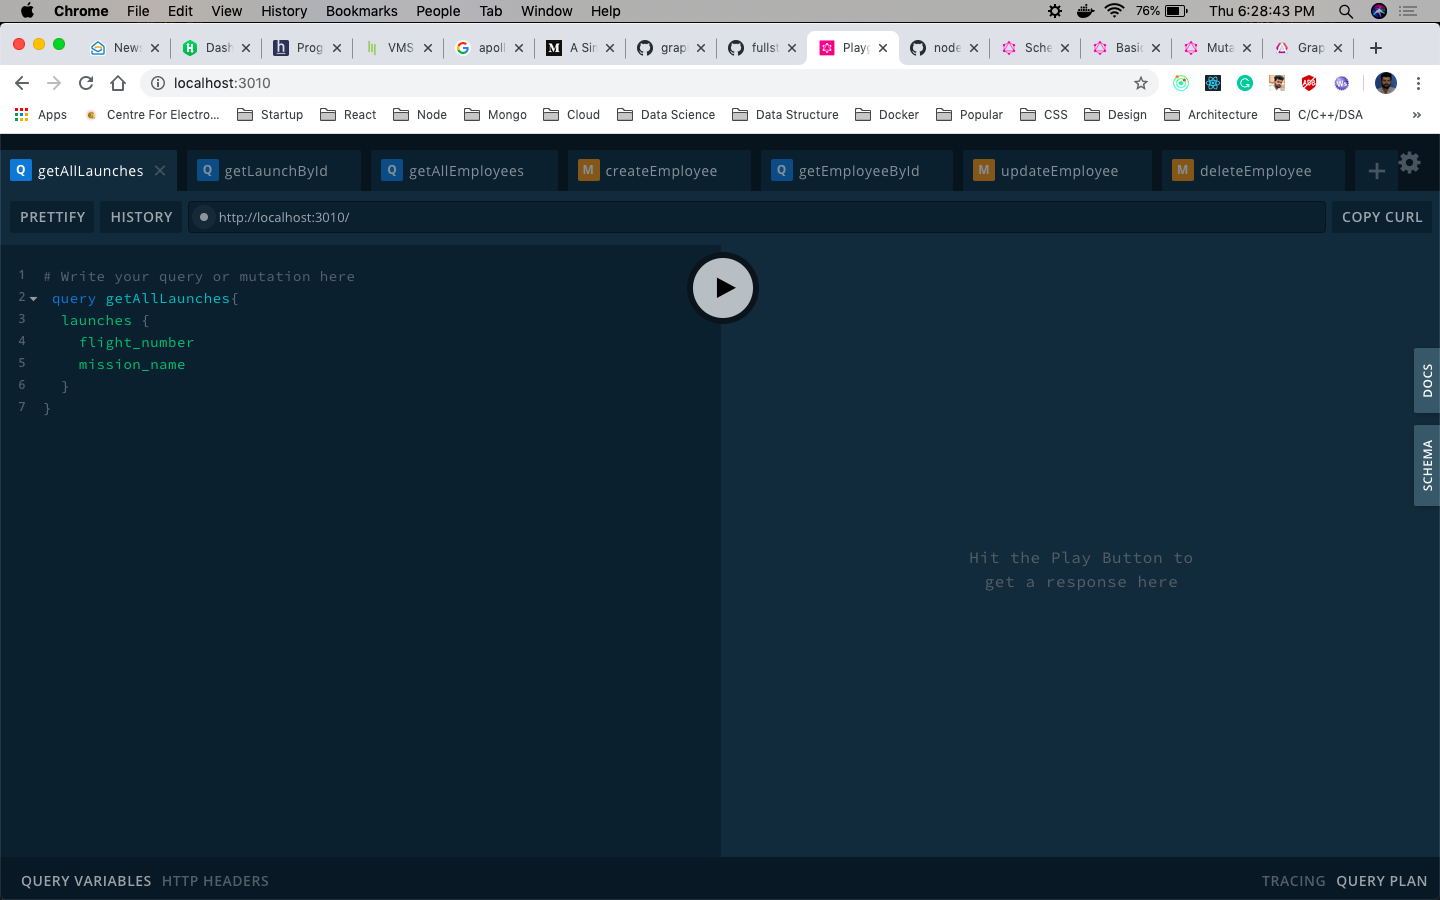 Chrome File Edit View History Bookmarks People Tab Window Help 76% Thu 6:28:43 PM
News Dash Prog VMS apoll A Sim grap fullst Playg node Sche Basic Muta Grap
localhost:3010
Apps Centre For Electro... Startup React Node Mongo Cloud Data Science Data Structure Docker Popular CSS Design Architecture C/C++/DSA »
Q getAllLaunches Q getLaunchById Q getAllEmployees M createEmployee Q getEmployeeById M updateEmployee M deleteEmployee
PRETTIFY HISTORY http://localhost:3010/ COPY CURL
1 # Write your query or mutation here
2 query getAllLaunches{
3 launches {
4 flight_number
5 mission_name
6 }
7 }
DOCS
SCHEMA
Hit the Play Button to
get a response here
QUERY VARIABLES HTTP HEADERS TRACING QUERY PLAN